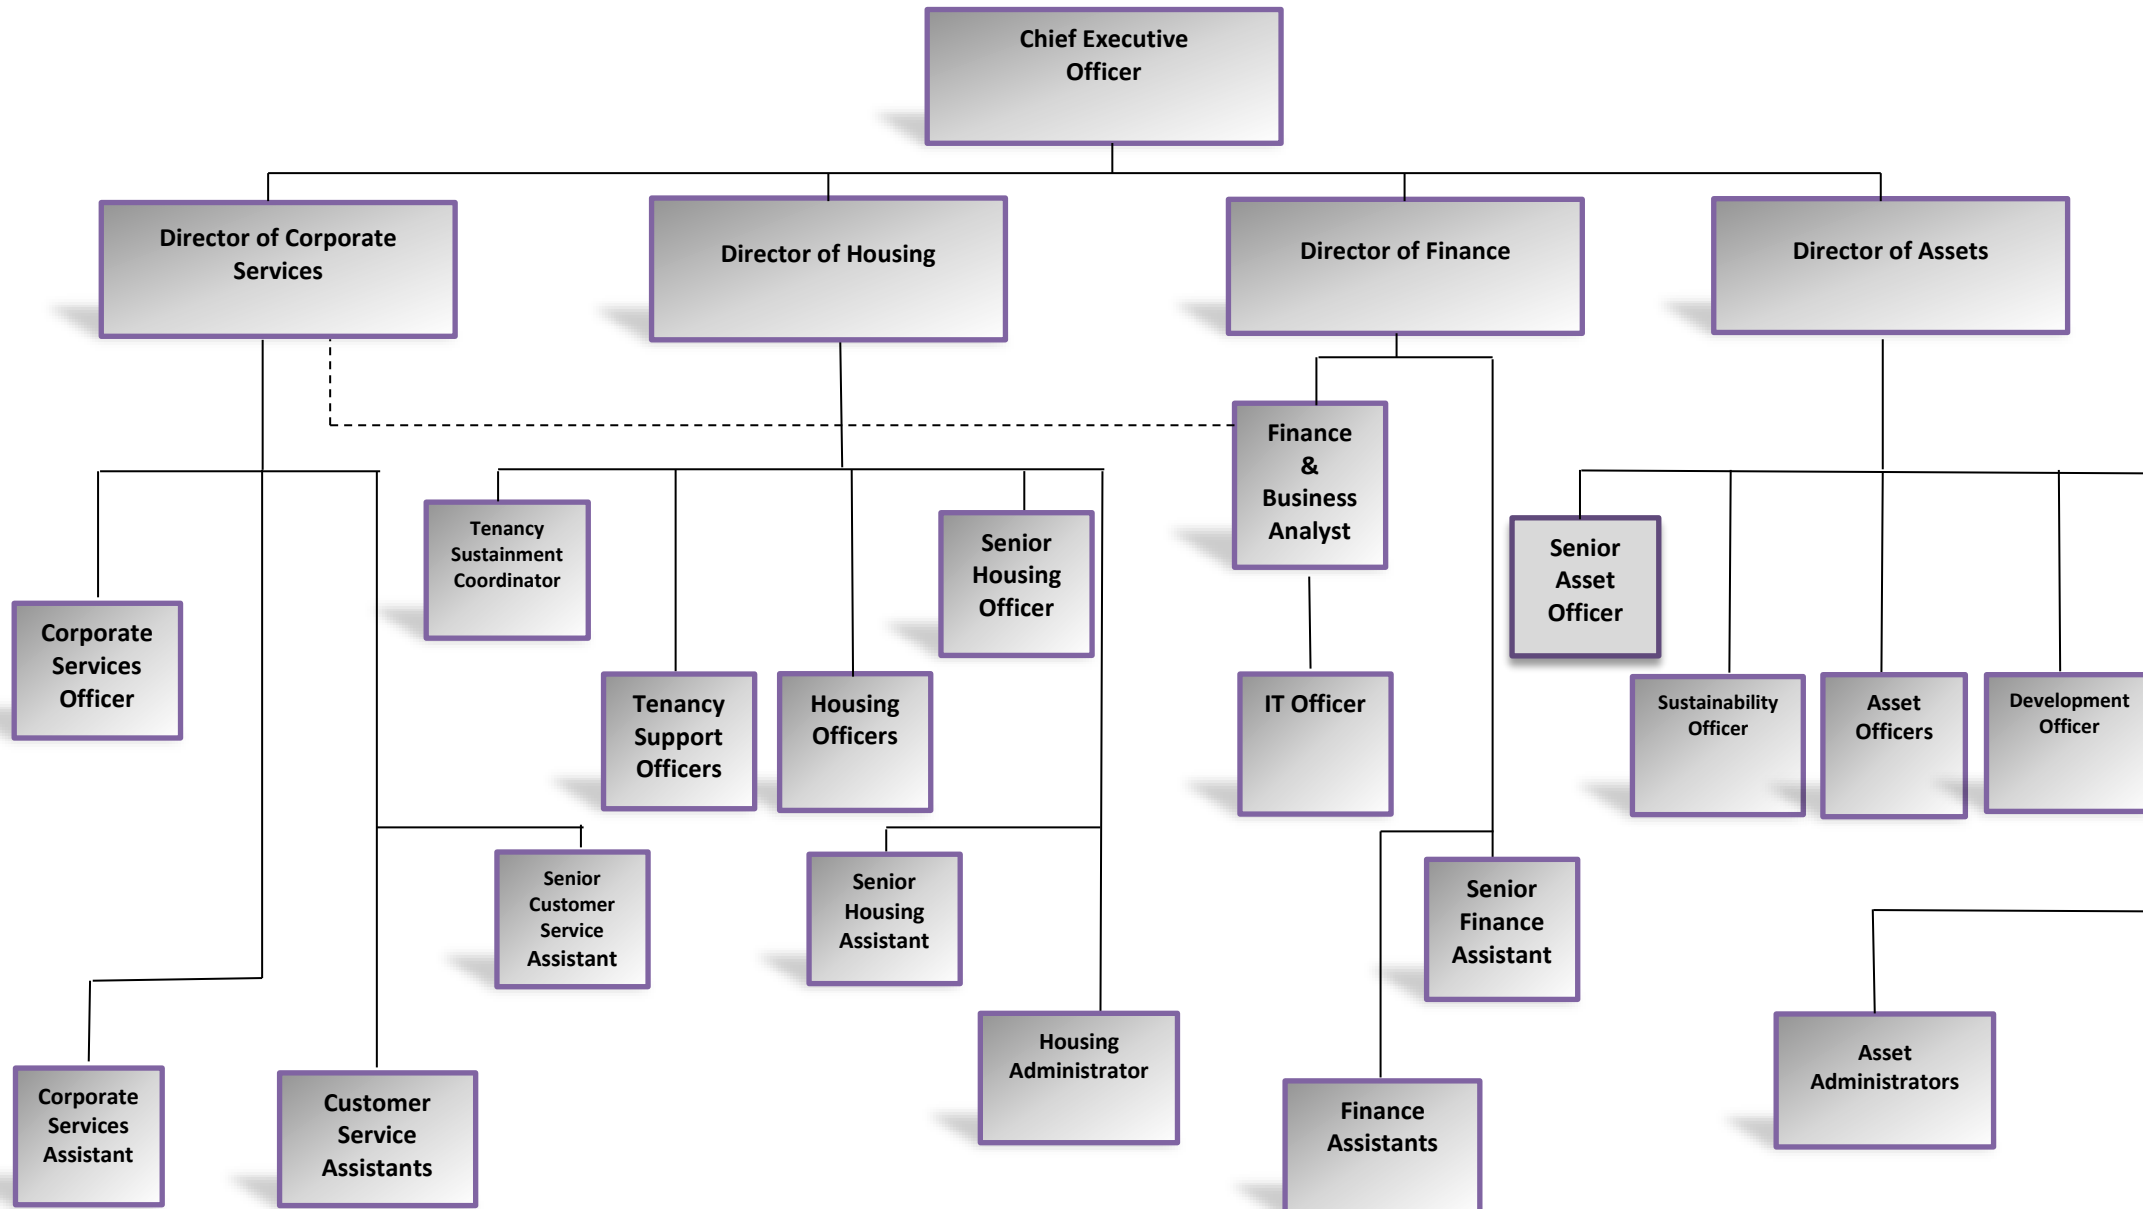 Chief Executive
Officer
Director of Corporate
Services
Director of Housing
Director of Finance
Director of Assets
Finance
&
Business
Analyst
Tenancy
Sustainment
Coordinator
Senior
Housing
Officer
Senior
Asset
Officer
Corporate
Services
Officer
Tenancy
Support
Officers
Housing
Officers
IT Officer
Sustainability
Officer
Asset
Officers
Development
Officer
Senior
Customer
Service
Assistant
Senior
Housing
Assistant
Senior
Finance
Assistant
Corporate
Services
Assistant
Customer
Service
Assistants
Housing
Administrator
Finance
Assistants
Asset
Administrators